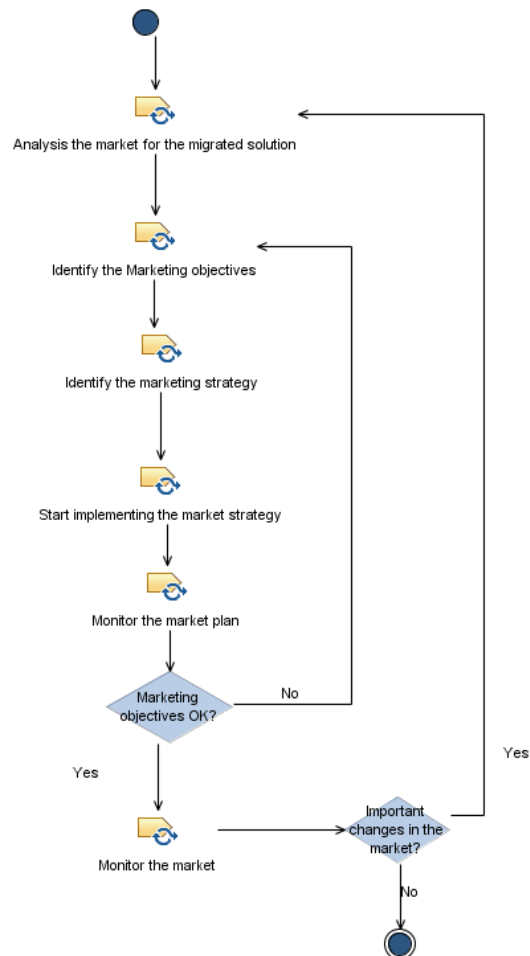 Analysis the market for the migrated solution
Identify the Marketing objectives
Identify the marketing strategy
Start implementing the market strategy
Monitor the market plan
Marketing
objectives OK?
No
Yes
Yes
Monitor the market
Important
changes in the
market?
No